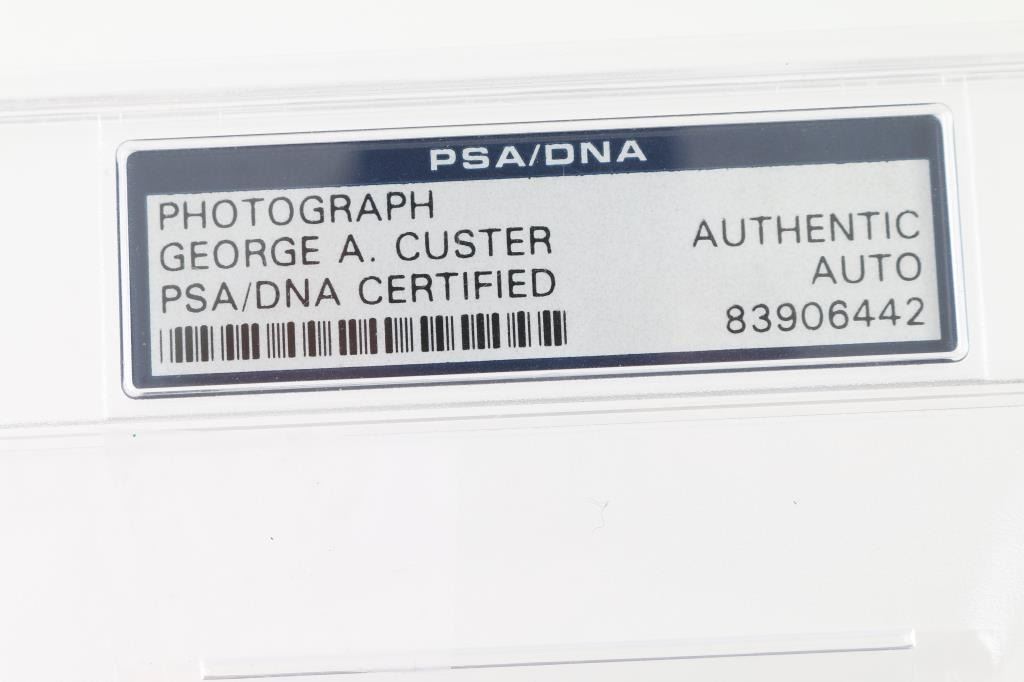 PSA/DNA
PHOTOGRAPH
GEORGE A. CUSTER
PSA/DNA CERTIFIED
AUTHENTIC
AUTO
83906442